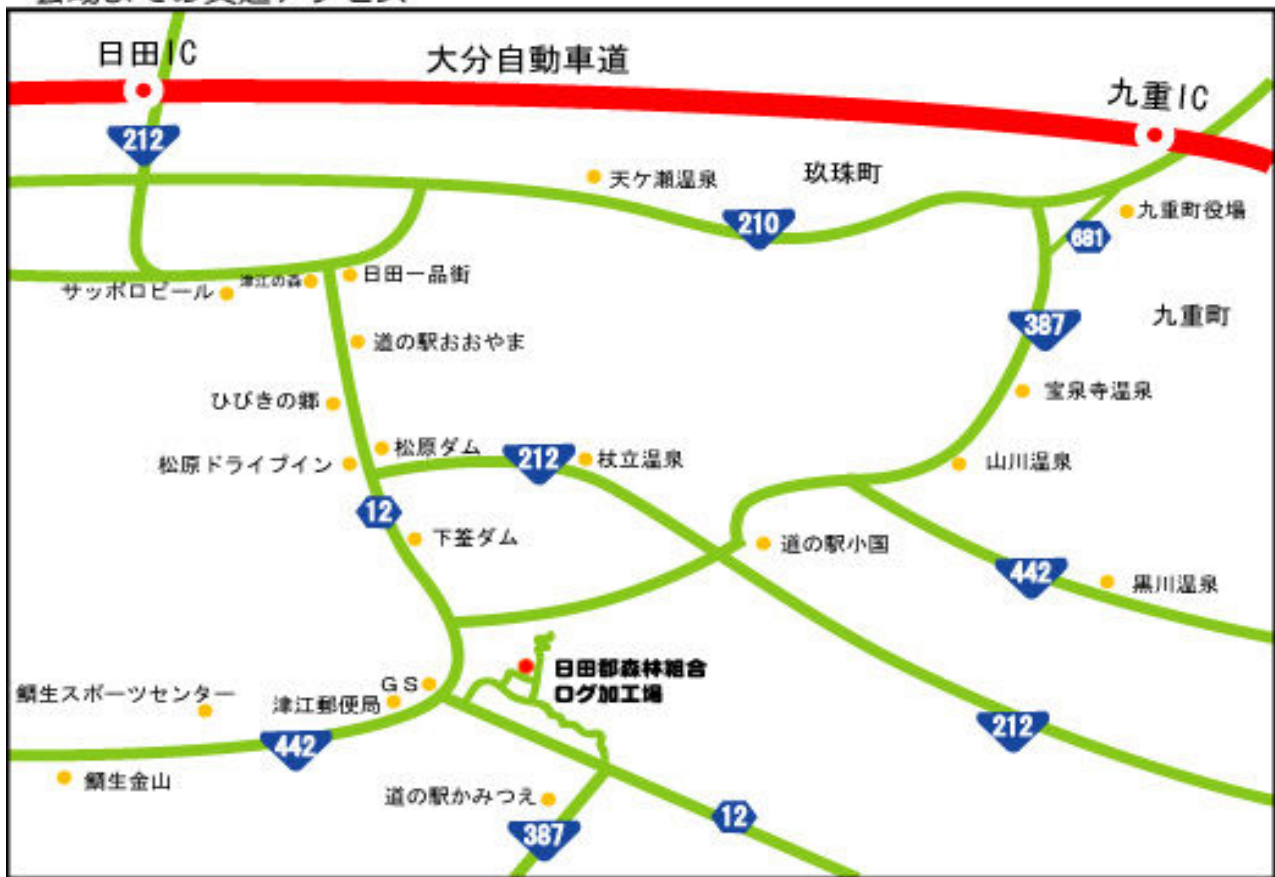 日田IC
大分自動車道
九重IC
212
天ケ瀬温泉
玖珠町
210
九重町役場
681
サッポロビール
津江の森
日田一品街
387
九重町
道の駅おおやま
ひびきの郷
宝泉寺温泉
松原ダム
松原ドライブイン
212
杖立温泉
山川温泉
12
下筌ダム
道の駅小国
442
黒川温泉
日田郡森林組合
ログ加工場
鯛生スポーツセンター
GS
津江郵便局
442
212
鯛生金山
道の駅かみつえ
387
12